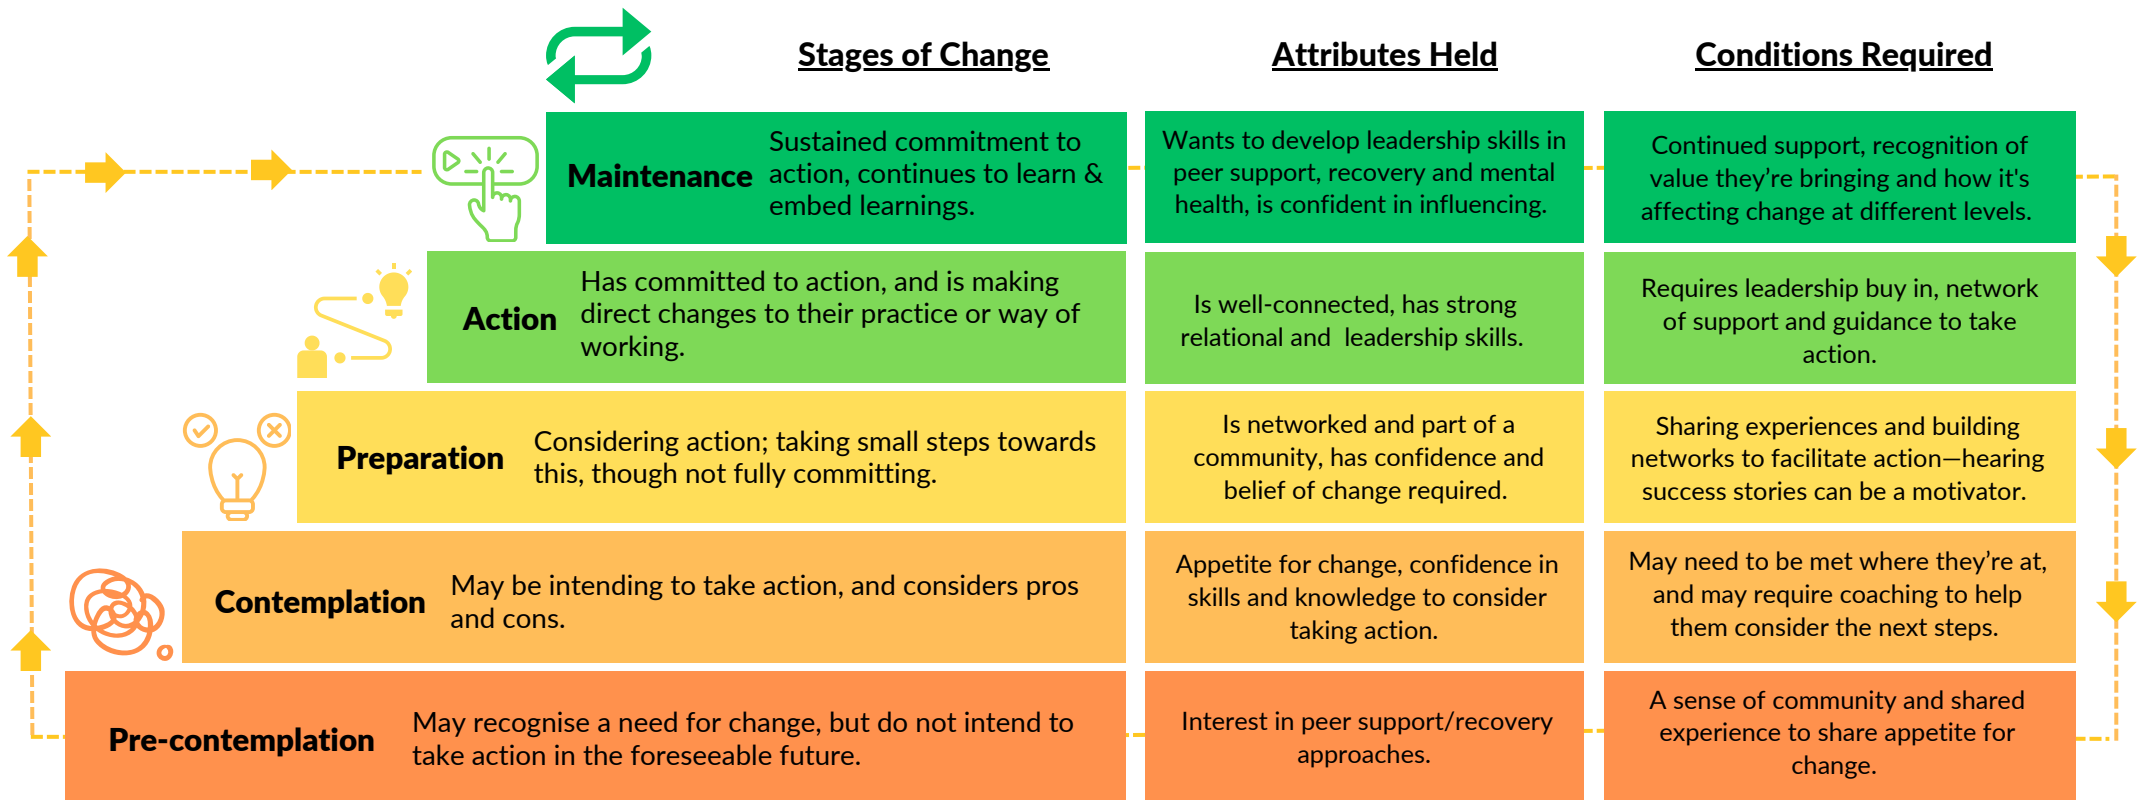 Stages of Change
Attributes Held
Conditions Required
Maintenance
Sustained commitment to
action, continues to learn &
embed learnings.
Wants to develop leadership skills in
peer support, recovery and mental
health, is confident in influencing.
Continued support, recognition of
value they’re bringing and how it's
affecting change at different levels.
Action
Has committed to action, and is making
direct changes to their practice or way of
working.
Is well-connected, has strong
relational and  leadership skills.
Requires leadership buy in, network
of support and guidance to take
action.
Preparation
Considering action; taking small steps towards
this, though not fully committing.
Is networked and part of a
community, has confidence and
belief of change required.
Sharing experiences and building
networks to facilitate action—hearing
success stories can be a motivator.
Contemplation
May be intending to take action, and considers pros
and cons.
Appetite for change, confidence in
skills and knowledge to consider
taking action.
May need to be met where they’re at,
and may require coaching to help
them consider the next steps.
Pre-contemplation
May recognise a need for change, but do not intend to
take action in the foreseeable future.
Interest in peer support/recovery
approaches.
A sense of community and shared
experience to share appetite for
change.